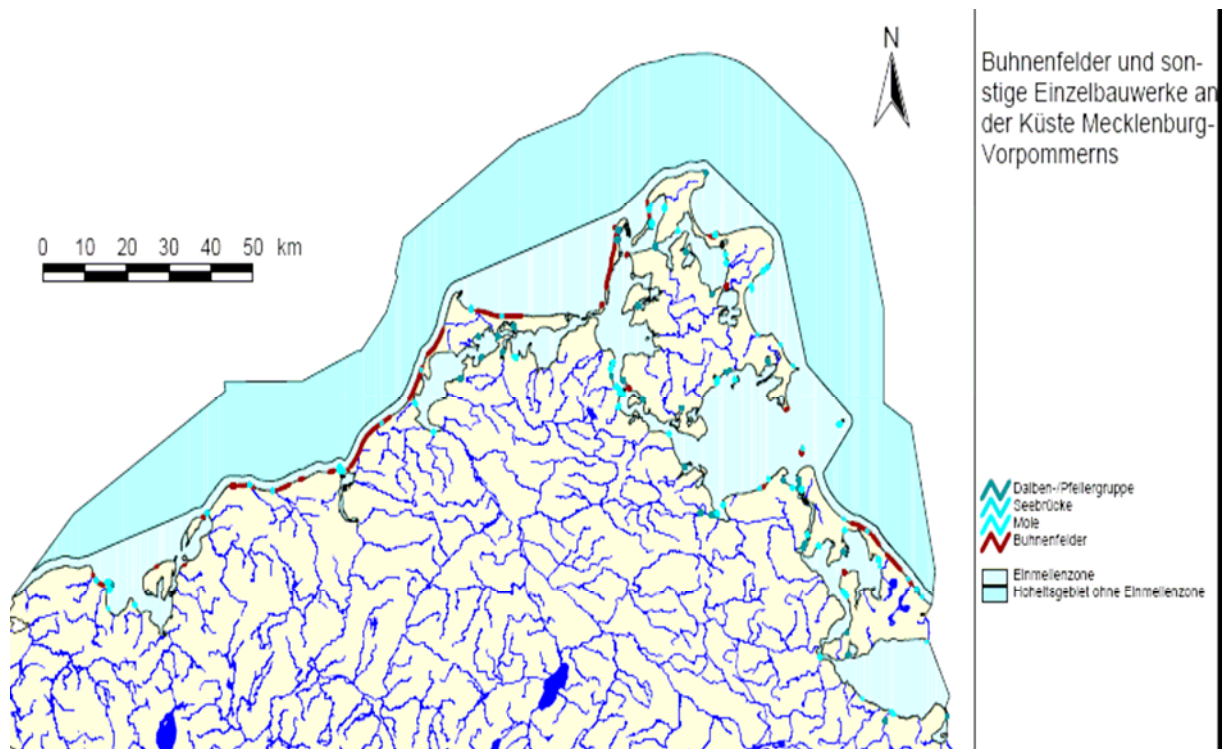 N
0 10 20 30 40 50 km
Buhnenfelder und son-
stige Einzelbauwerke an
der Küste Mecklenburg-
Vorpommerns
Dalben-/Pfeilergruppe
Seebrücke
Mole
Buhnenfelder
Einmeilenzone
Hoheitsgebiet ohne Einmeilenzone